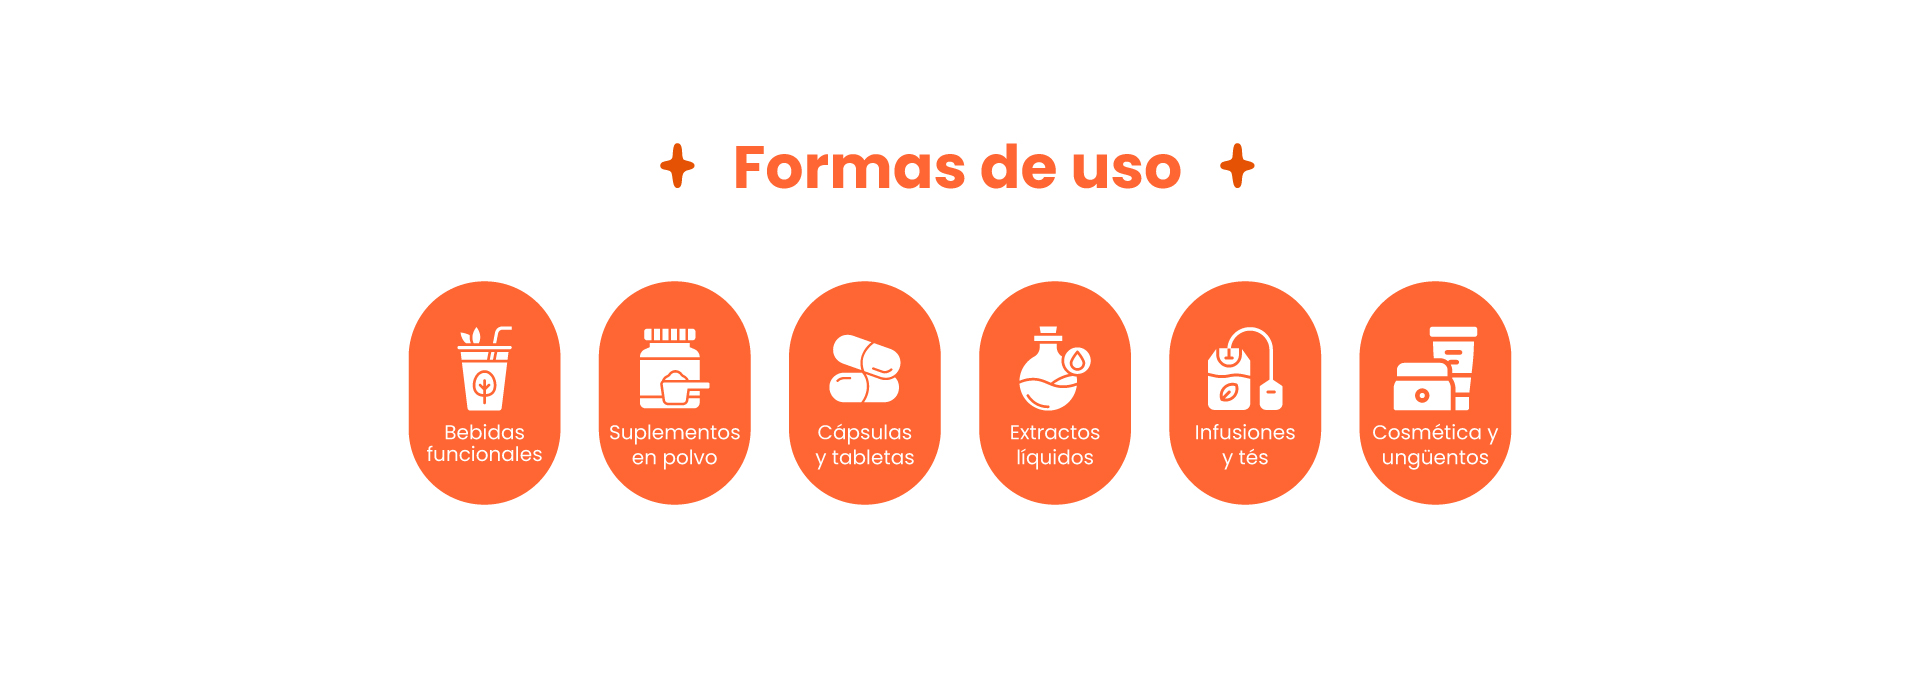 Formas de uso
Bebidas
funcionales
Suplementos
en polvo
Cápsulas
y tabletas
Extractos
líquidos
Infusiones
y tés
Cosmética y
ungüentos